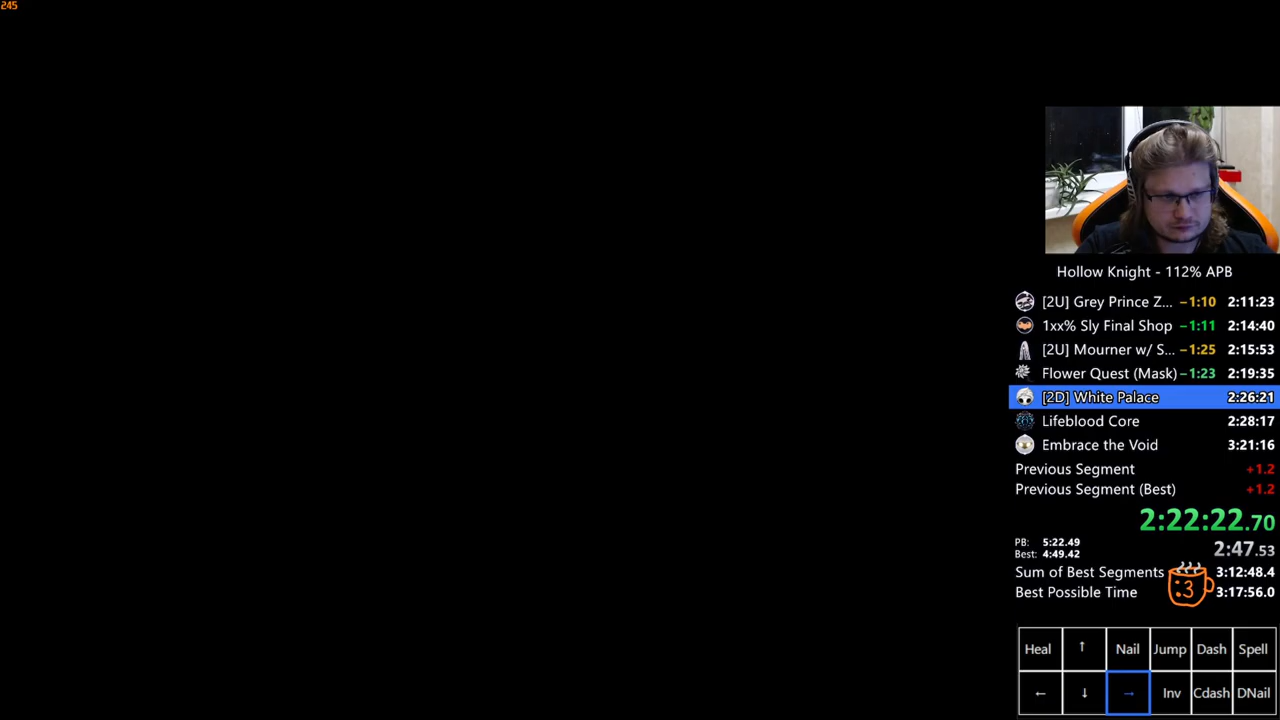 245
Hollow Knight - 112% APB
[2U] Grey Prince Z... −1:10 2:11:23
1xx% Sly Final Shop −1:11 2:14:40
[2U] Mourner w/ S... −1:25 2:15:53
Flower Quest (Mask) −1:23 2:19:35
[2D] White Palace 2:26:21
Lifeblood Core 2:28:17
Embrace the Void 3:21:16
Previous Segment +1.2
Previous Segment (Best) +1.2
2:22:22.70
PB: 5:22.49
2:47.53
Best: 4:49.42
Sum of Best Segments 3:12:48.4
Best Possible Time 3:17:56.0
Heal ↑ Nail Jump Dash Spell
← ↓ → Inv Cdash DNail